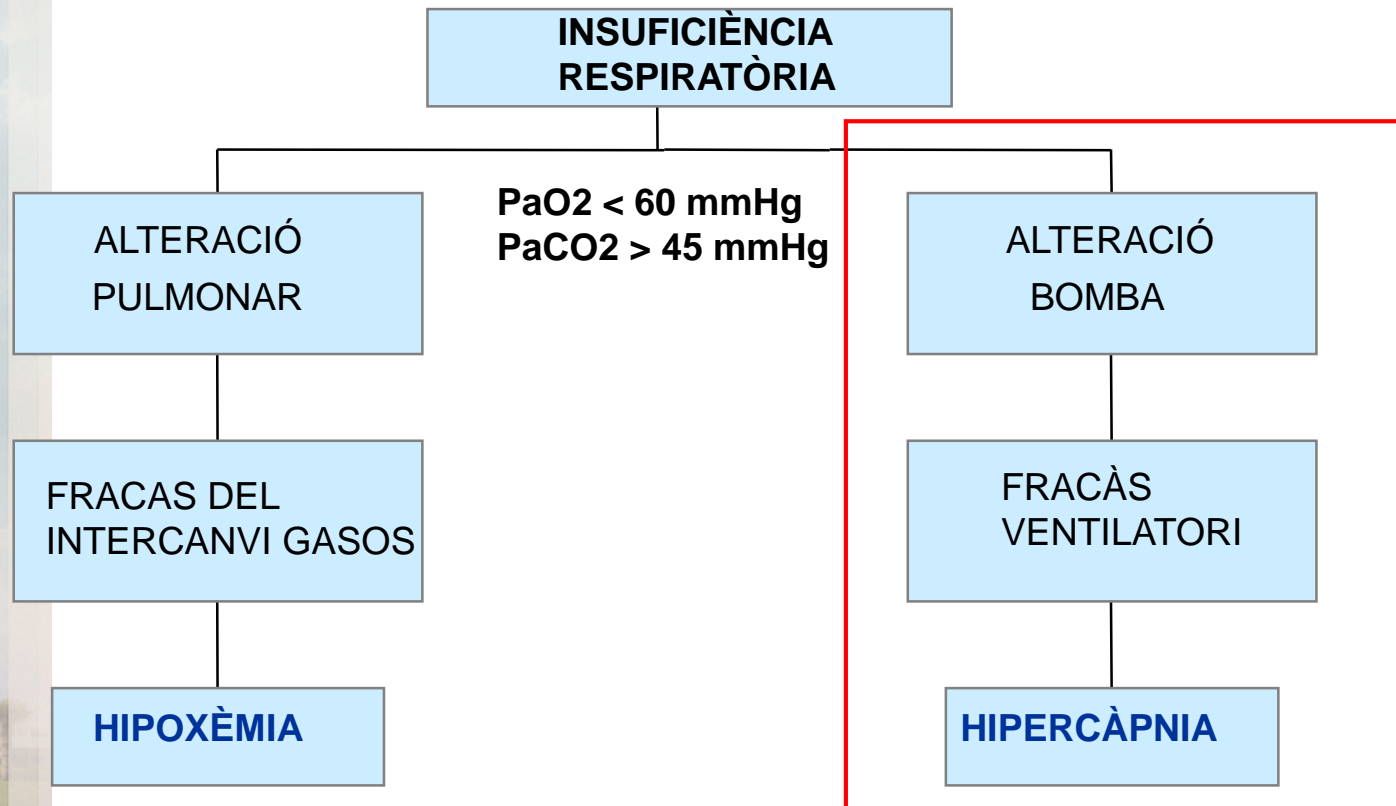 INSUFICIÈNCIA
RESPIRATÒRIA
PaO2 < 60 mmHg
PaCO2 > 45 mmHg
ALTERACIÓ
PULMONAR
ALTERACIÓ
BOMBA
FRACAS DEL
INTERCANVI GASOS
FRACÀS
VENTILATORI
HIPOXÈMIA
HIPERCÀPNIA